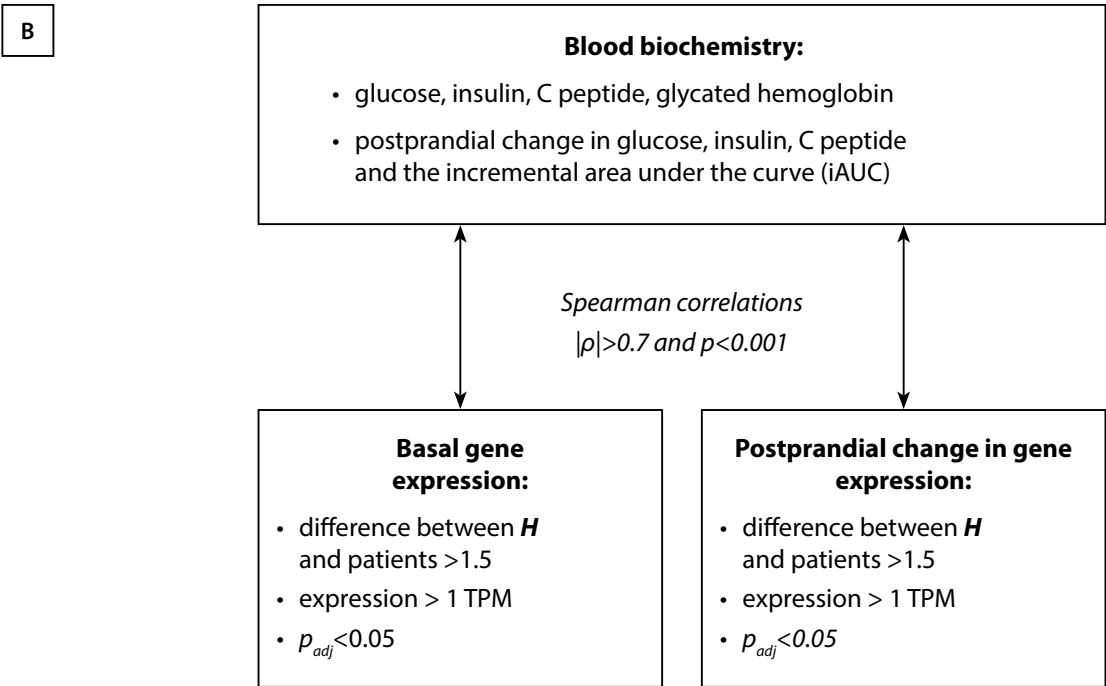 B
Blood biochemistry:
• glucose, insulin, C peptide, glycated hemoglobin
• postprandial change in glucose, insulin, C peptide
and the incremental area under the curve (iAUC)
Spearman correlations
|ρ|>0.7 and p<0.001
Basal gene
expression:
• difference between H
and patients >1.5
• expression > 1 TPM
• p_adj<0.05
Postprandial change in gene
expression:
• difference between H
and patients >1.5
• expression > 1 TPM
• p_adj<0.05